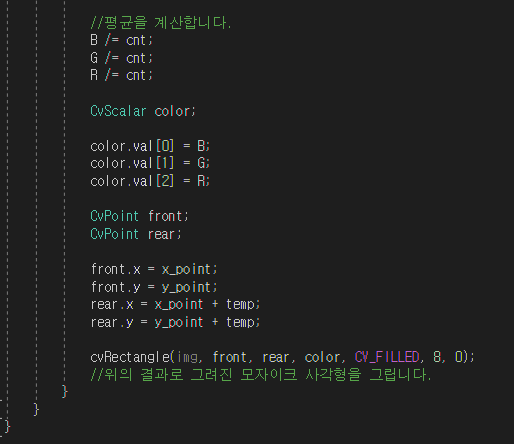 //평균을 계산합니다.
B /= cnt;
G /= cnt;
R /= cnt;
CvScalar color;
color.val[0] = B;
color.val[1] = G;
color.val[2] = R;
CvPoint front;
CvPoint rear;
front.x = x_point;
front.y = y_point;
rear.x = x_point + temp;
rear.y = y_point + temp;
cvRectangle(img, front, rear, color, CV_FILLED, 8, 0);
//위의 결과로 그려진 모자이크 사각형을 그립니다.
}
}
}